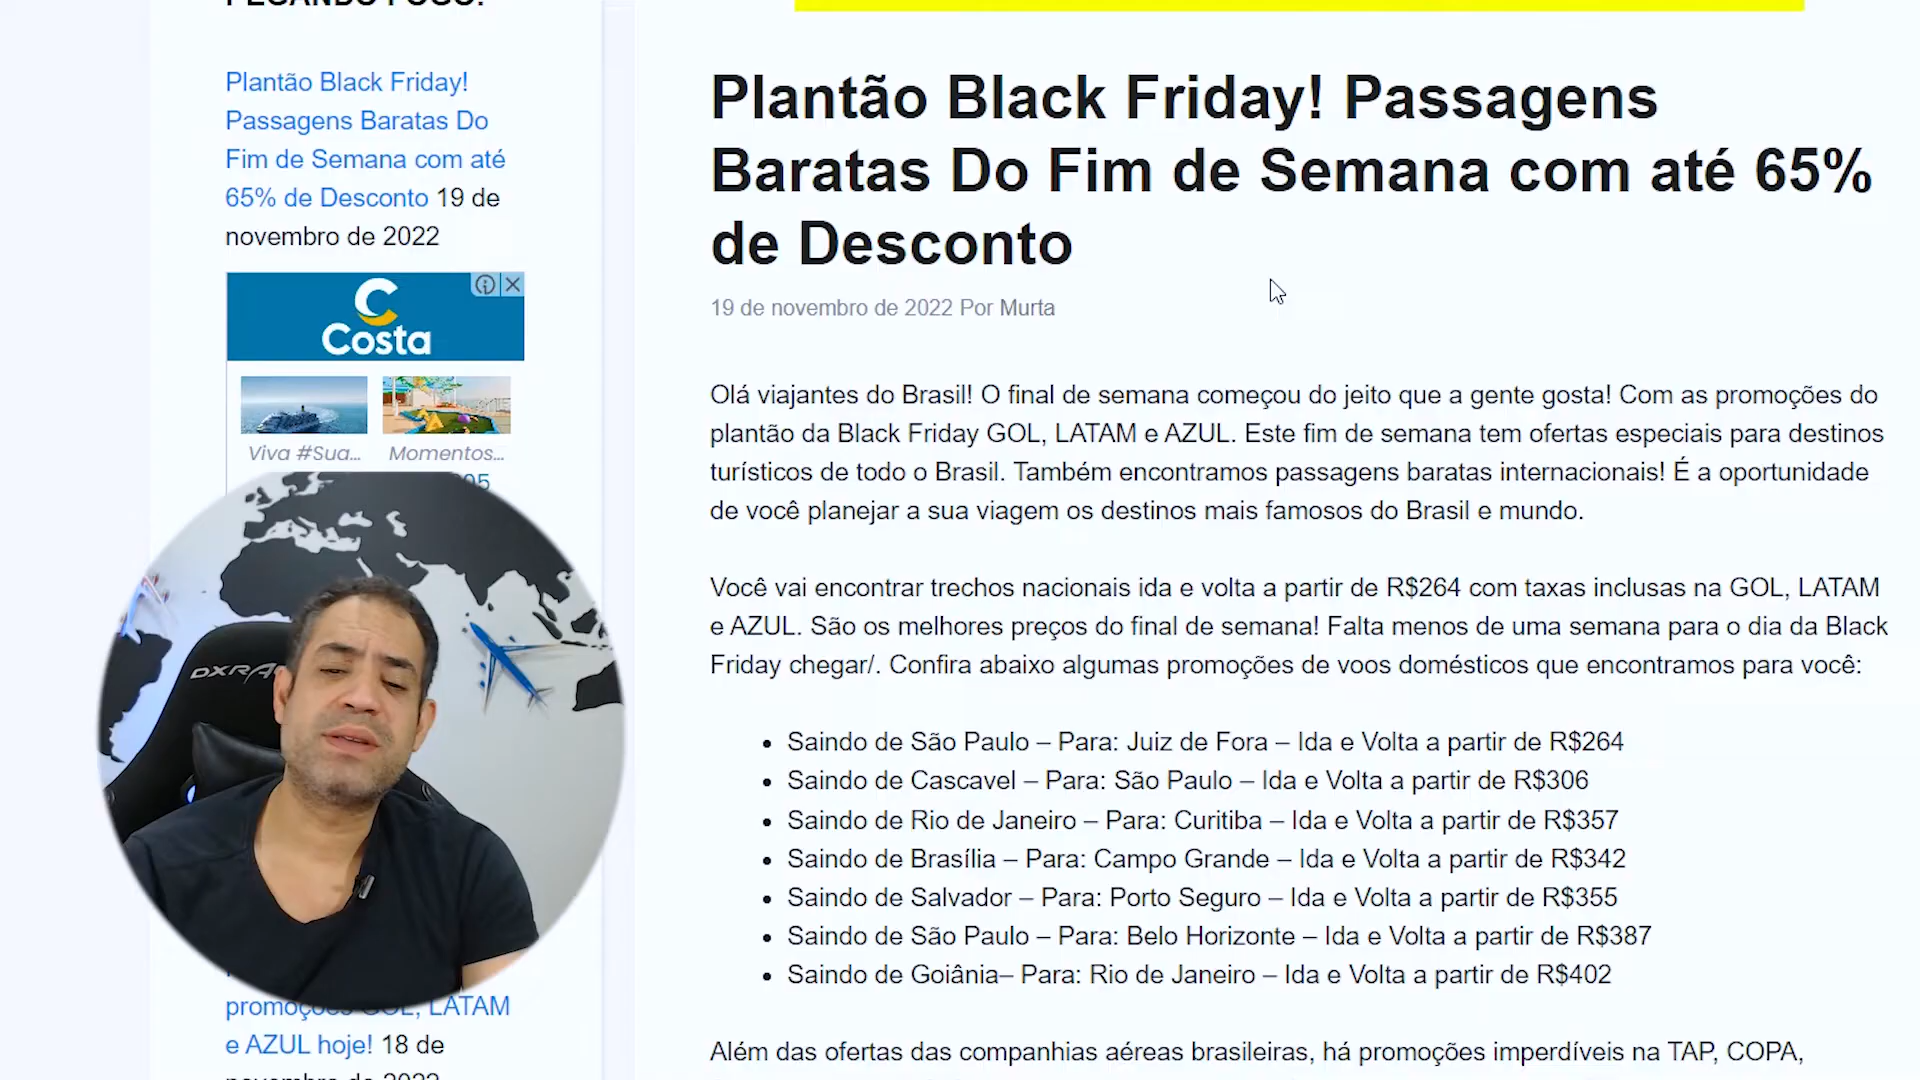 Plantão Black Friday!
Passagens Baratas Do
Fim de Semana com até
65% de Desconto 19 de
novembro de 2022
Costa
Viva #Sua...
Momentos...
DXRA
promoções GOL, LATAM
e AZUL hoje! 18 de
novembro de 2022
Plantão Black Friday! Passagens
Baratas Do Fim de Semana com até 65%
de Desconto
19 de novembro de 2022 Por Murta
Olá viajantes do Brasil! O final de semana começou do jeito que a gente gosta! Com as promoções do
plantão da Black Friday GOL, LATAM e AZUL. Este fim de semana tem ofertas especiais para destinos
turísticos de todo o Brasil. Também encontramos passagens baratas internacionais! É a oportunidade
de você planejar a sua viagem os destinos mais famosos do Brasil e mundo.
Você vai encontrar trechos nacionais ida e volta a partir de R$264 com taxas inclusas na GOL, LATAM
e AZUL. São os melhores preços do final de semana! Falta menos de uma semana para o dia da Black
Friday chegar/. Confira abaixo algumas promoções de voos domésticos que encontramos para você:
• Saindo de São Paulo – Para: Juiz de Fora – Ida e Volta a partir de R$264
• Saindo de Cascavel – Para: São Paulo – Ida e Volta a partir de R$306
• Saindo de Rio de Janeiro – Para: Curitiba – Ida e Volta a partir de R$357
• Saindo de Brasília – Para: Campo Grande – Ida e Volta a partir de R$342
• Saindo de Salvador – Para: Porto Seguro – Ida e Volta a partir de R$355
• Saindo de São Paulo – Para: Belo Horizonte – Ida e Volta a partir de R$387
• Saindo de Goiânia– Para: Rio de Janeiro – Ida e Volta a partir de R$402
Além das ofertas das companhias aéreas brasileiras, há promoções imperdíveis na TAP, COPA,